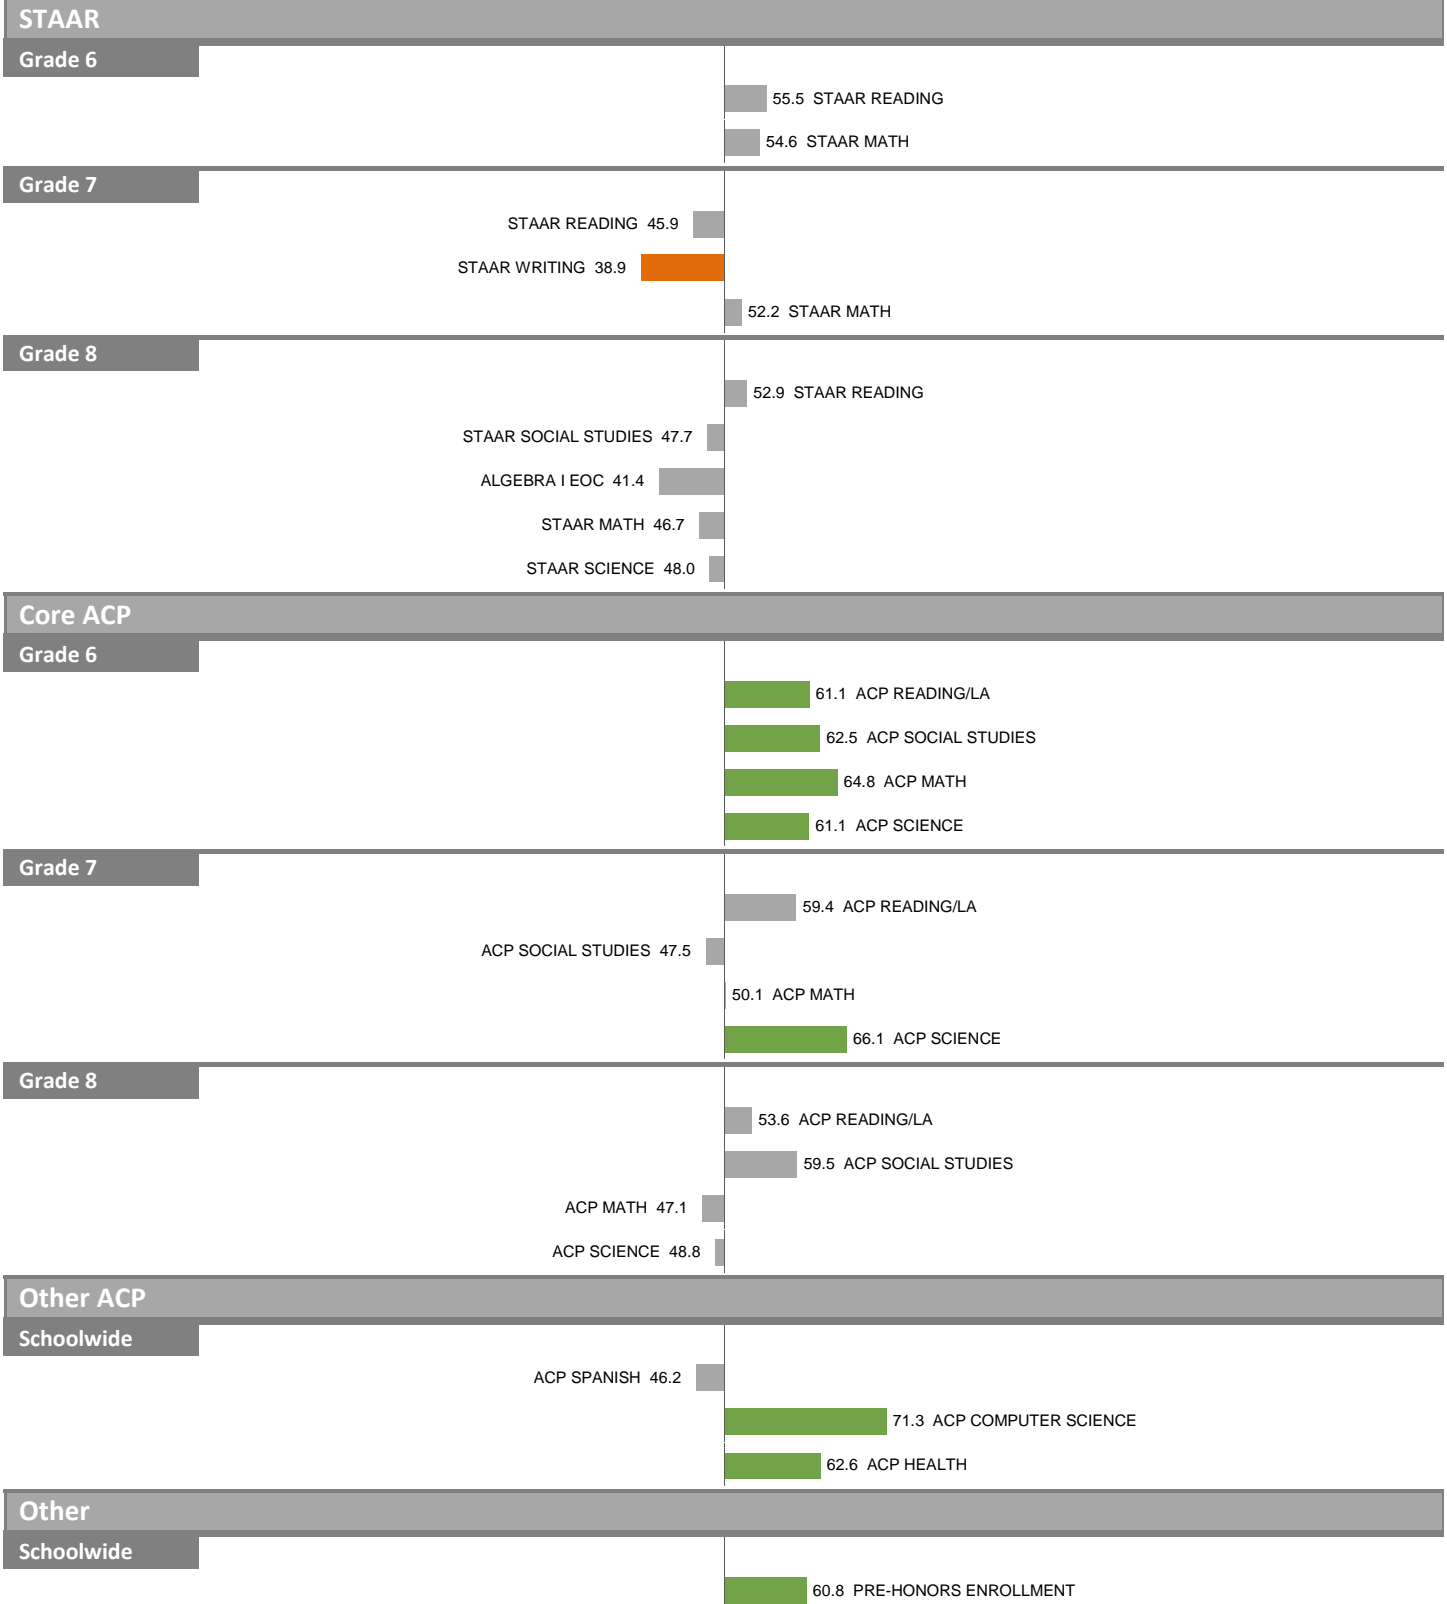 STAAR
Grade 6
55.5 STAAR READING
54.6 STAAR MATH
Grade 7
STAAR READING 45.9
STAAR WRITING 38.9
52.2 STAAR MATH
Grade 8
52.9 STAAR READING
STAAR SOCIAL STUDIES 47.7
ALGEBRA I EOC 41.4
STAAR MATH 46.7
STAAR SCIENCE 48.0
Core ACP
Grade 6
61.1 ACP READING/LA
62.5 ACP SOCIAL STUDIES
64.8 ACP MATH
61.1 ACP SCIENCE
Grade 7
59.4 ACP READING/LA
ACP SOCIAL STUDIES 47.5
50.1 ACP MATH
66.1 ACP SCIENCE
Grade 8
53.6 ACP READING/LA
59.5 ACP SOCIAL STUDIES
ACP MATH 47.1
ACP SCIENCE 48.8
Other ACP
Schoolwide
ACP SPANISH 46.2
71.3 ACP COMPUTER SCIENCE
62.6 ACP HEALTH
Other
Schoolwide
60.8 PRE-HONORS ENROLLMENT